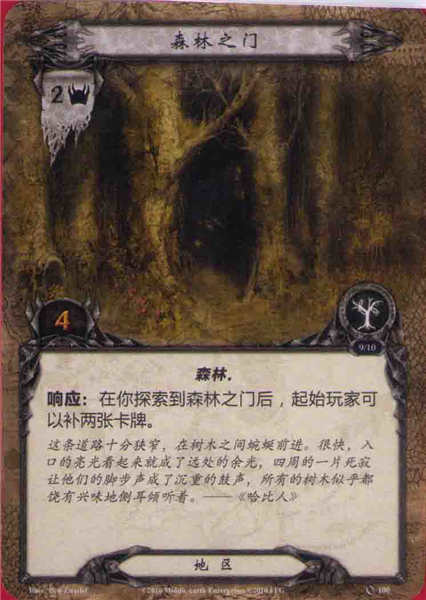 森林之门
2
4
9/10
森林.
响应：在你探索到森林之门后，起始玩家可
以补两张卡牌。
这条道路十分狭窄，在树木之间蜿蜒前进。很快，入
口的亮光看起来就成了远处的余光，四周的一片死寂
让他们的脚步声成了沉重的鼓声，所有的树木似乎都
饶有兴味地侧耳倾听着。——《哈比人》
地区
Middle-earth Enterprises
100